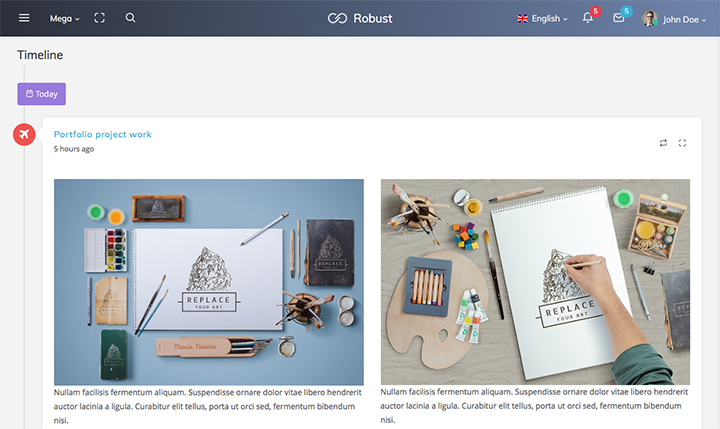 Mega
Robust
English
5
5
John Doe
Timeline
Today
Portfolio project work
5 hours ago
REPLACE
YOUR ART
REPLACE
YOUR ART
Nullam facilisis fermentum aliquam. Suspendisse ornare dolor vitae libero hendrerit
auctor lacinia a ligula. Curabitur elit tellus, porta ut orci sed, fermentum bibendum
nisi.
Nullam facilisis fermentum aliquam. Suspendisse ornare dolor vitae libero hendrerit
auctor lacinia a ligula. Curabitur elit tellus, porta ut orci sed, fermentum bibendum
nisi.